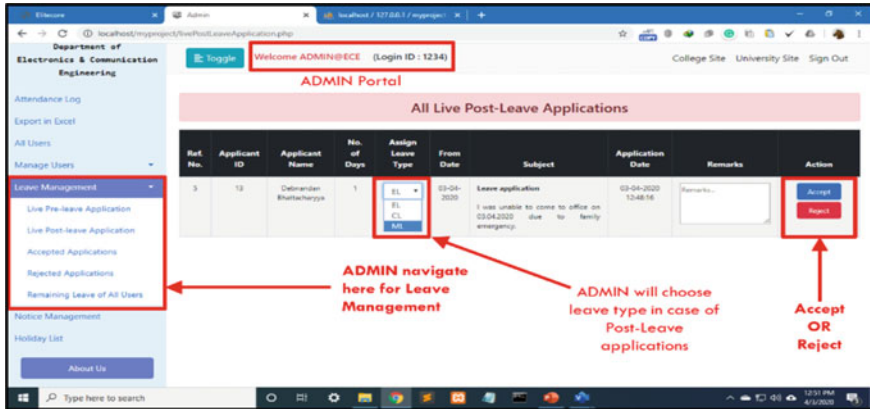 Elitecore
Admin
localhost / 127.0.0.1 / myproject
localhost/myproject/livePostLeaveApplication.php
Department of
Electronics & Communication
Engineering
Toggle
Welcome ADMIN@ECE (Login ID : 1234)
College Site University Site Sign Out
ADMIN Portal
Attendance Log
Export in Excel
All Users
Manage Users
Leave Management
Live Pre-leave Application
Live Post-leave Application
Accepted Applications
Rejected Applications
Remaining Leave of All Users
Notice Management
Holiday List
About Us
All Live Post-Leave Applications
Ref. No. Applicant ID Applicant Name No. of Days Assign Leave Type From Date Subject Application Date Remarks Action
3 13 Debnandan Bhattacharyya 1 EL 03-04-2020 Leave application 03-04-2020 12:48:56 Remarks... Accept
EL
CL
ML
I was unable to come to office on
03.04.2020 due to family
emergency.
Reject
ADMIN navigate
here for Leave
Management
ADMIN will choose
leave type in case of
Post-Leave
applications
Accept
OR
Reject
Type here to search
12:51 PM
4/3/2020